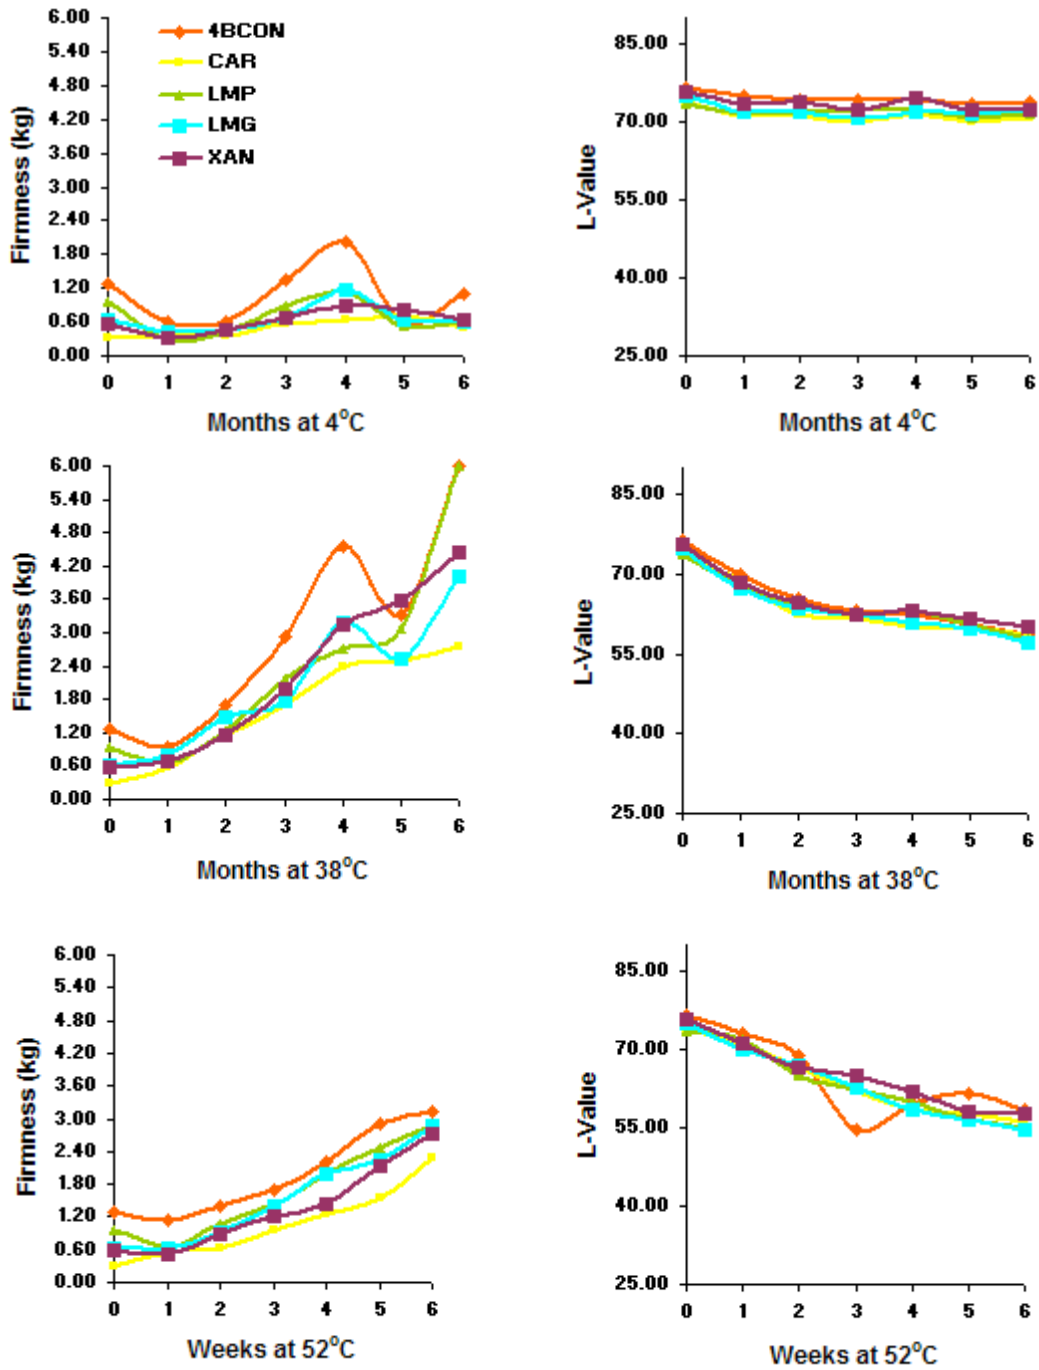 6.00
5.40
4.80
4.20
3.60
3.00
2.40
1.80
1.20
0.60
0.00
Firmness (kg)
4BCON
CAR
LMP
LMG
XAN
0 1 2 3 4 5 6
Months at 4°C
85.00
70.00
55.00
40.00
25.00
L-Value
0 1 2 3 4 5 6
Months at 4°C
6.00
5.40
4.80
4.20
3.60
3.00
2.40
1.80
1.20
0.60
0.00
Firmness (kg)
0 1 2 3 4 5 6
Months at 38°C
85.00
70.00
55.00
40.00
25.00
L-Value
0 1 2 3 4 5 6
Months at 38°C
6.00
5.40
4.80
4.20
3.60
3.00
2.40
1.80
1.20
0.60
0.00
Firmness (kg)
0 1 2 3 4 5 6
Weeks at 52°C
85.00
70.00
55.00
40.00
25.00
L-Value
0 1 2 3 4 5 6
Weeks at 52°C